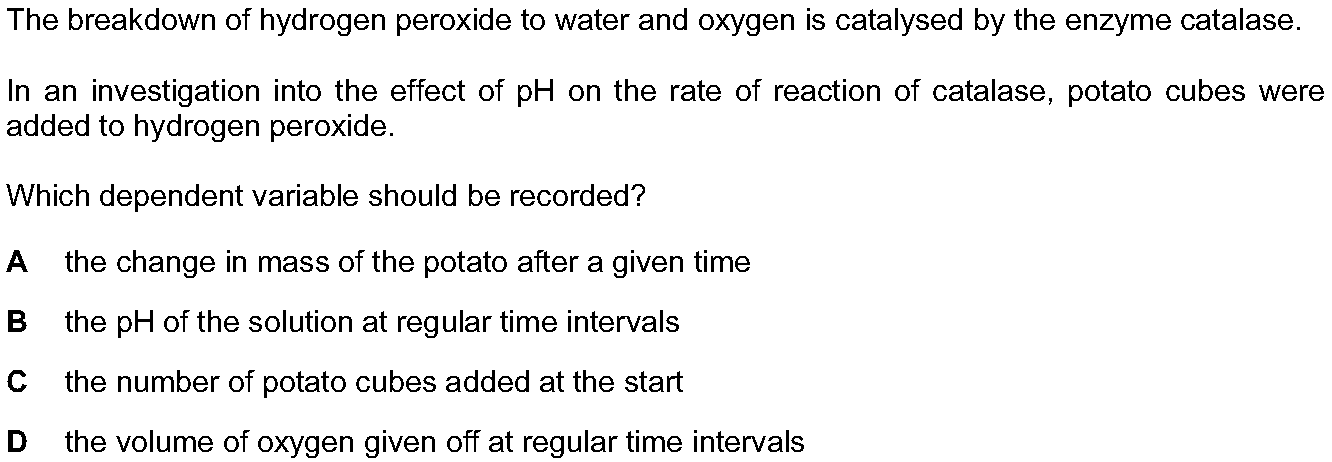 The breakdown of hydrogen peroxide to water and oxygen is catalysed by the enzyme catalase.
In an investigation into the effect of pH on the rate of reaction of catalase, potato cubes were
added to hydrogen peroxide.
Which dependent variable should be recorded?
A the change in mass of the potato after a given time
B the pH of the solution at regular time intervals
C the number of potato cubes added at the start
D the volume of oxygen given off at regular time intervals